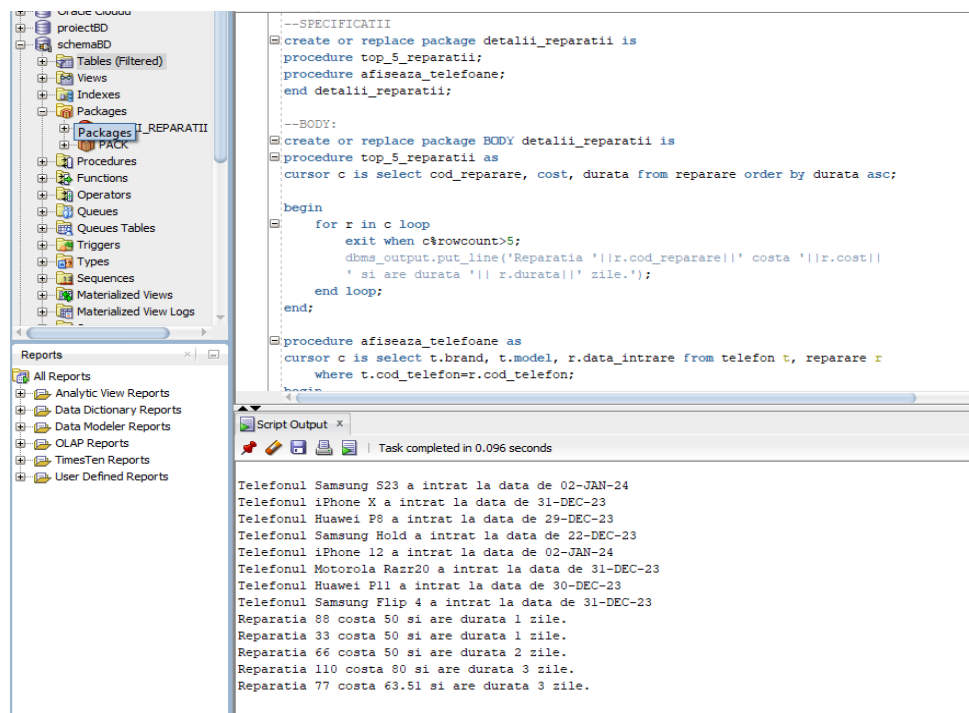 Oracle Cloudd
proiectBD
schemaBD
Tables (Filtered)
Views
Indexes
Packages
I_REPARATII
Packages
PACK
Procedures
Functions
Operators
Queues
Queues Tables
Triggers
Types
Sequences
Materialized Views
Materialized View Logs
Reports
All Reports
Analytic View Reports
Data Dictionary Reports
Data Modeler Reports
OLAP Reports
TimesTen Reports
User Defined Reports
--SPECIFICATII
create or replace package detalii_reparatii is
procedure top_5_reparatii;
procedure afiseaza_telefoane;
end detalii_reparatii;
--BODY:
create or replace package BODY detalii_reparatii is
procedure top_5_reparatii as
cursor c is select cod_reparare, cost, durata from reparare order by durata asc;
begin
for r in c loop
exit when c%rowcount>5;
dbms_output.put_line('Reparatia '||r.cod_reparare||' costa '||r.cost||
' si are durata '|| r.durata||' zile.');
end loop;
end;
procedure afiseaza_telefoane as
cursor c is select t.brand, t.model, r.data_intrare from telefon t, reparare r
where t.cod_telefon=r.cod_telefon;
begin
Script Output
Task completed in 0.096 seconds
Telefonul Samsung S23 a intrat la data de 02-JAN-24
Telefonul iPhone X a intrat la data de 31-DEC-23
Telefonul Huawei P8 a intrat la data de 29-DEC-23
Telefonul Samsung Hold a intrat la data de 22-DEC-23
Telefonul iPhone 12 a intrat la data de 02-JAN-24
Telefonul Motorola Razr20 a intrat la data de 31-DEC-23
Telefonul Huawei P11 a intrat la data de 30-DEC-23
Telefonul Samsung Flip 4 a intrat la data de 31-DEC-23
Reparatia 88 costa 50 si are durata 1 zile.
Reparatia 33 costa 50 si are durata 1 zile.
Reparatia 66 costa 50 si are durata 2 zile.
Reparatia 110 costa 80 si are durata 3 zile.
Reparatia 77 costa 63.51 si are durata 3 zile.